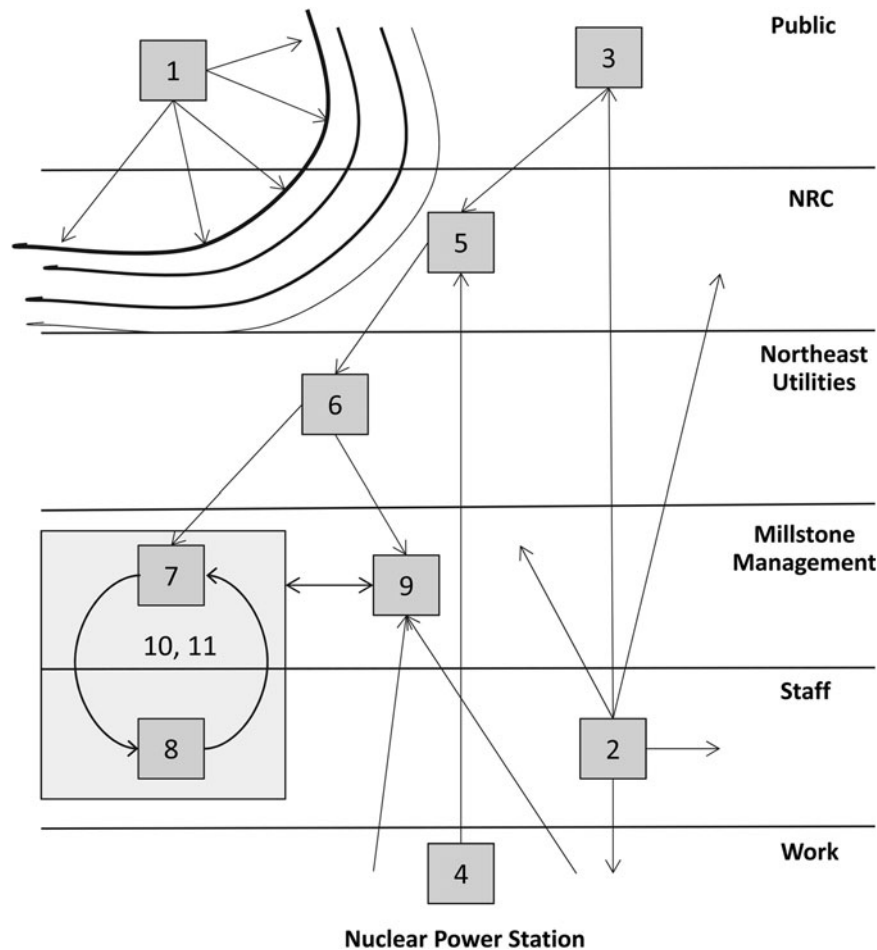 Public
1
3
NRC
5
Northeast
Utilities
6
Millstone
Management
7
9
10, 11
Staff
8
2
Work
4
Nuclear Power Station